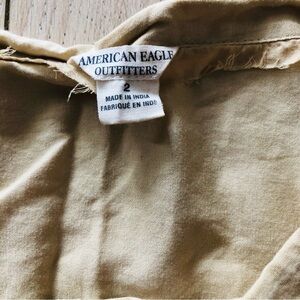 AMERICAN EAGLE
OUTFITTERS
2
MADE IN INDIA
FABRIQUÉ EN INDE